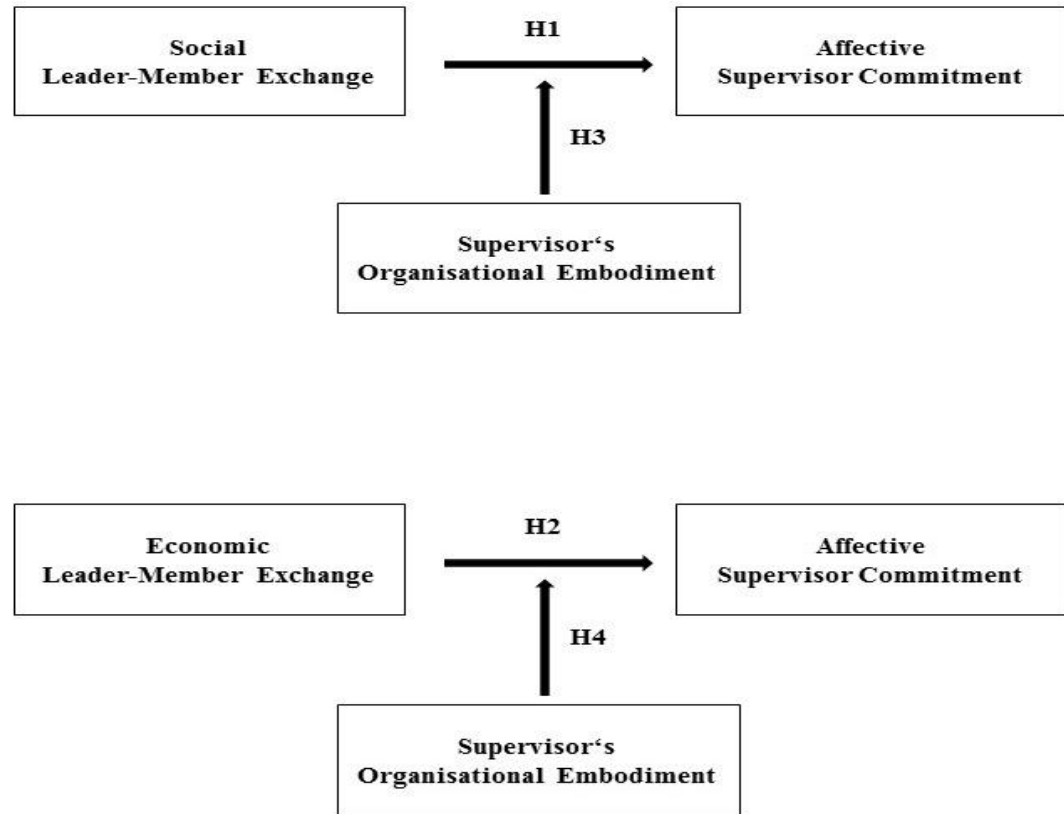 H1
Social
Leader-Member Exchange
Affective
Supervisor Commitment
H3
Supervisor‘s
Organisational Embodiment
H2
Economic
Leader-Member Exchange
Affective
Supervisor Commitment
H4
Supervisor‘s
Organisational Embodiment